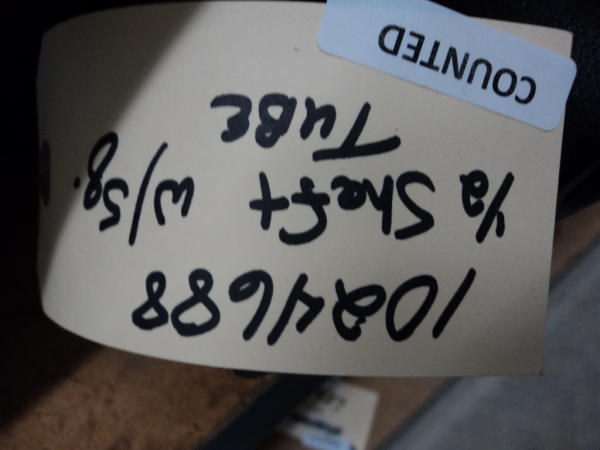 1024688
1/2 Shaft w/Sq.
TUBE
COUNTED